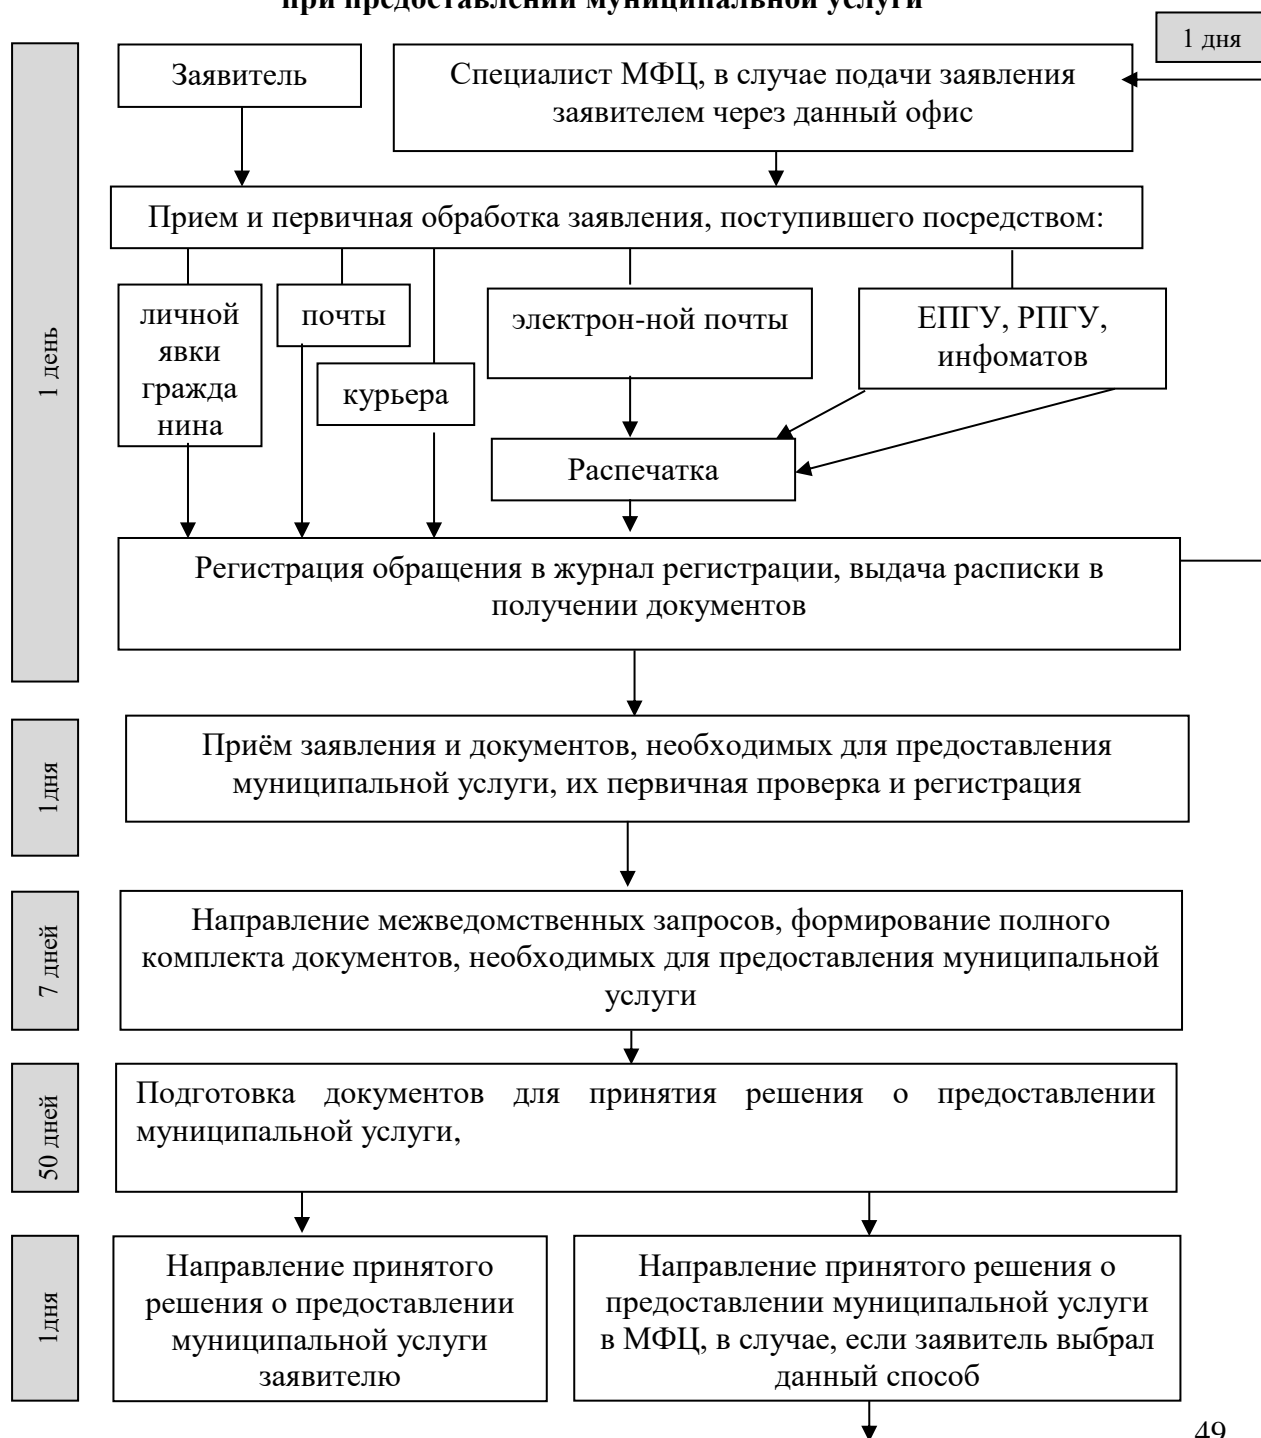 при предоставлении муниципальной услуги
1 дня
Заявитель
Специалист МФЦ, в случае подачи заявления
заявителем через данный офис
Прием и первичная обработка заявления, поступившего посредством:
1 день
личной
явки
гражда
нина
почты
курьера
электрон-ной почты
ЕПГУ, РПГУ,
инфоматов
Распечатка
Регистрация обращения в журнал регистрации, выдача расписки в
получении документов
1дня
Приём заявления и документов, необходимых для предоставления
муниципальной услуги, их первичная проверка и регистрация
7 дней
Направление межведомственных запросов, формирование полного
комплекта документов, необходимых для предоставления муниципальной
услуги
50 дней
Подготовка документов для принятия решения о предоставлении
муниципальной услуги,
1дня
Направление принятого
решения о предоставлении
муниципальной услуги
заявителю
Направление принятого решения о
предоставлении муниципальной услуги
в МФЦ, в случае, если заявитель выбрал
данный способ
49